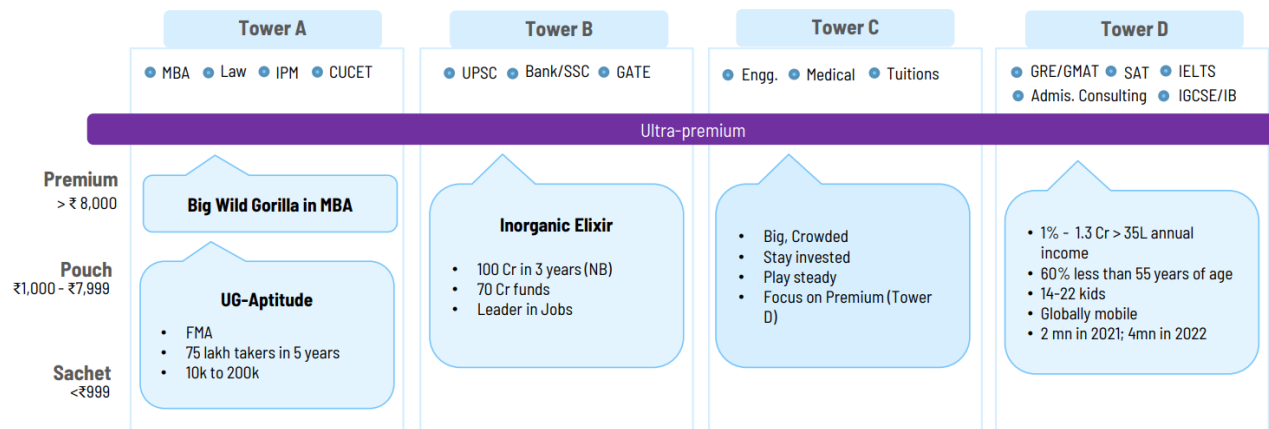 Tower A
Tower B
Tower C
Tower D
MBA Law IPM CUCET
UPSC Bank/SSC GATE
Engg. Medical Tuitions
GRE/GMAT SAT IELTS
Admis. Consulting IGCSE/IB
Ultra-premium
Premium
> ₹ 8,000
Pouch
₹1,000 - ₹7,999
Sachet
<₹999
Big Wild Gorilla in MBA
UG-Aptitude
• FMA
• 75 lakh takers in 5 years
• 10k to 200k
Inorganic Elixir
• 100 Cr in 3 years (NB)
• 70 Cr funds
• Leader in Jobs
• Big, Crowded
• Stay invested
• Play steady
• Focus on Premium (Tower
D)
• 1% - 1.3 Cr > 35L annual
income
• 60% less than 55 years of age
• 14-22 kids
• Globally mobile
• 2 mn in 2021; 4mn in 2022